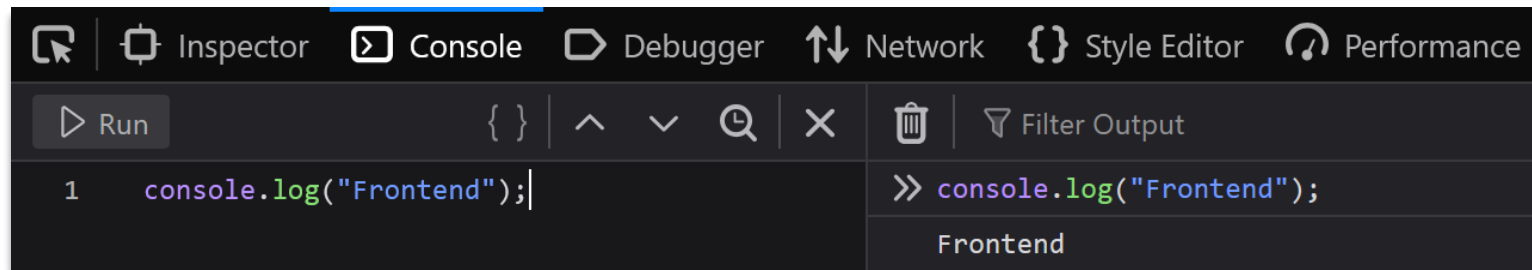 Inspector Console Debugger Network {} Style Editor Performance
Run { } Filter Output
1 console.log("Frontend");
» console.log("Frontend");
Frontend